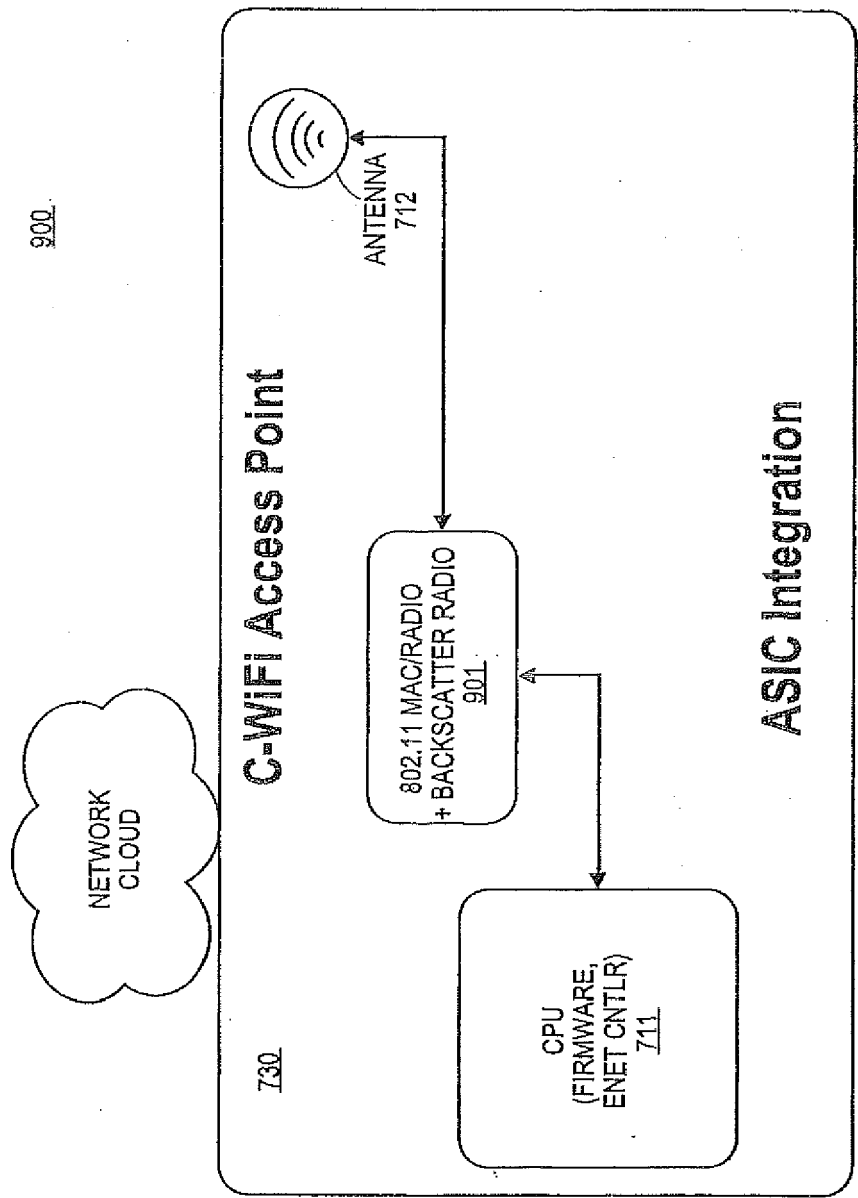 900
NETWORK
CLOUD
730
C-WiFi Access Point
ANTENNA
712
802.11 MAC/RADIO
+ BACKSCATTER RADIO
901
CPU
(FIRMWARE,
ENET CNTLR)
711
ASIC Integration